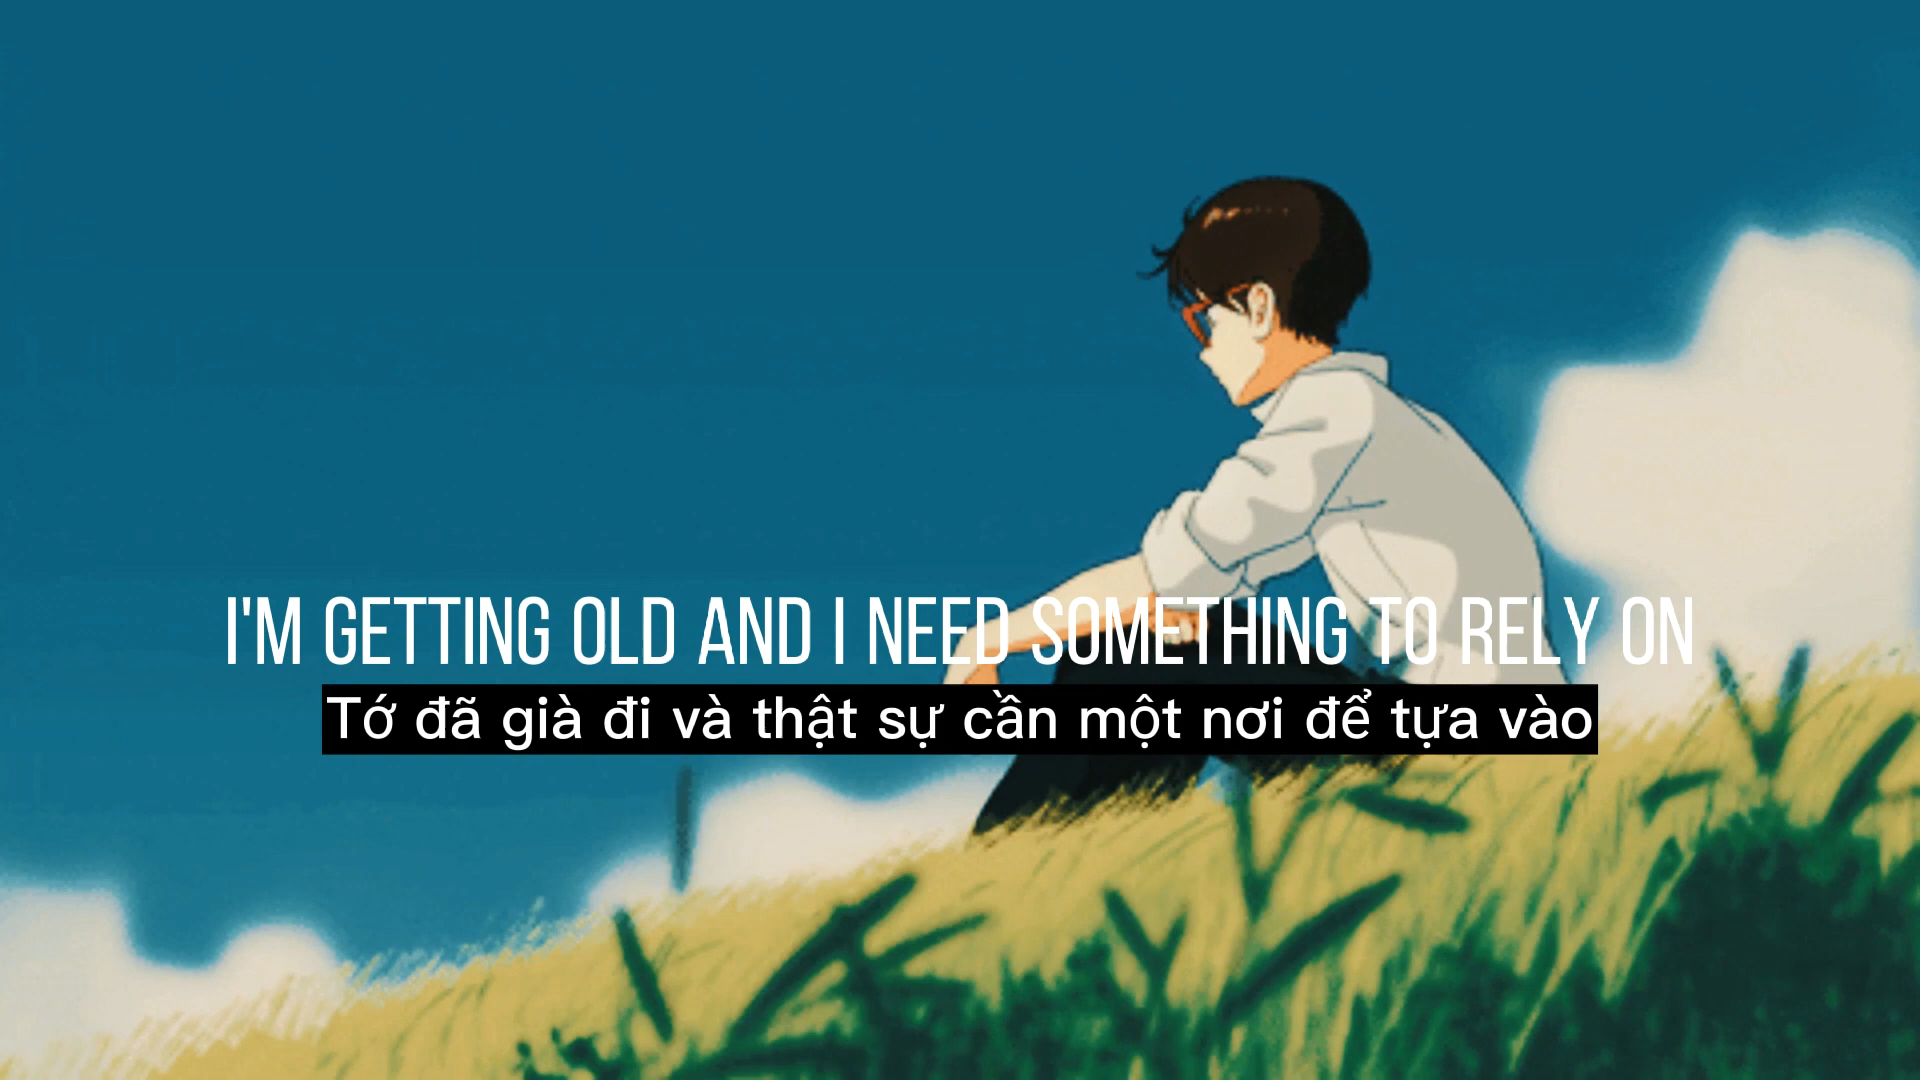 I'M GETTING OLD AND I NEED SOMETHING TO RELY ON
Tớ đã già đi và thật sự cần một nơi để tựa vào